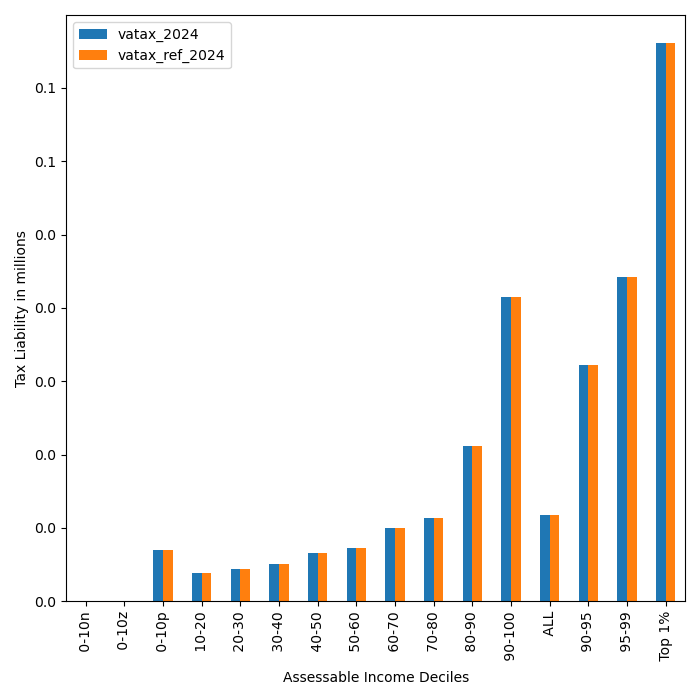 vatax_2024
vatax_ref_2024
0.1
0.1
0.0
0.0
0.0
0.0
0.0
0.0
Tax Liability in millions
0-10n
0-10z
0-10p
10-20
20-30
30-40
40-50
50-60
60-70
70-80
80-90
90-100
ALL
90-95
95-99
Top 1%
Assessable Income Deciles